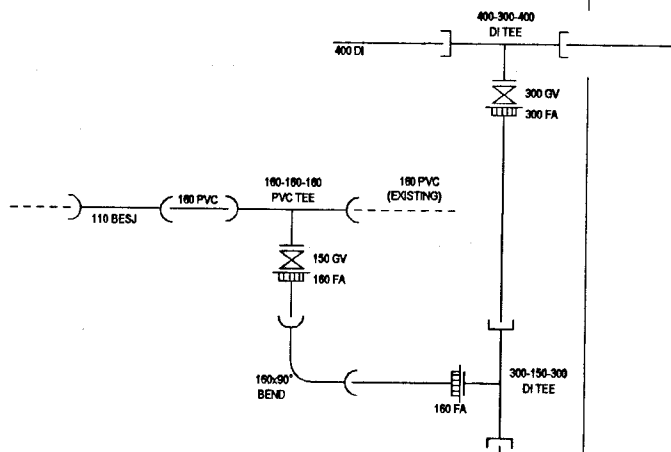 400-300-400
DI TEE
400 DI
300 GV
300 FA
160-160-160
PVC TEE
160 PVC
160 PVC
(EXISTING)
110 BESJ
150 GV
160 FA
160x90°
BEND
300-150-300
DI TEE
160 FA